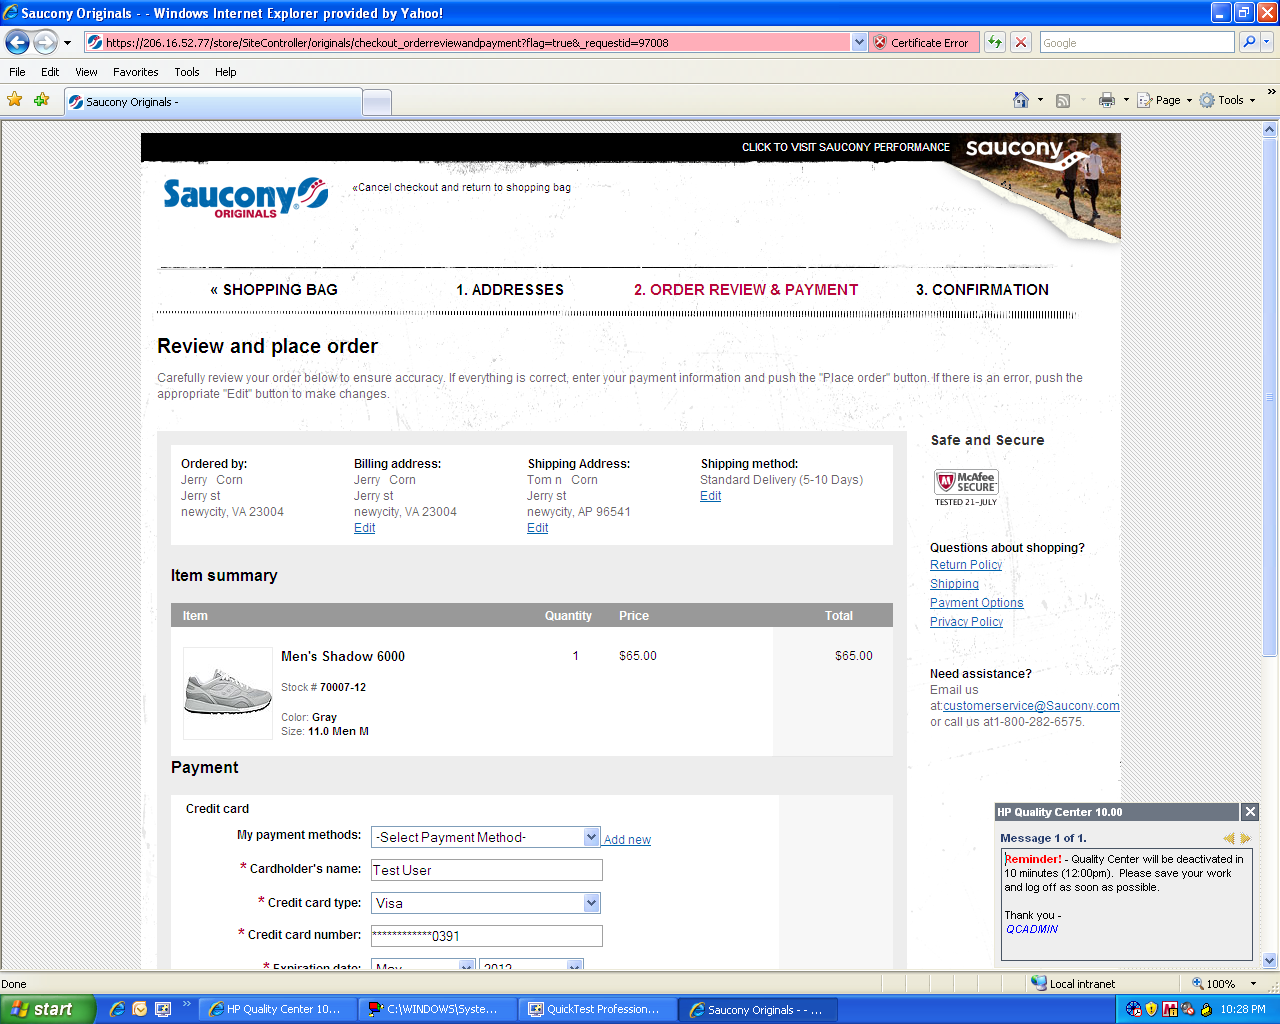 Saucony Originals - - Windows Internet Explorer provided by Yahoo!
https://206.16.52.77/store/SiteController/originals/checkout_orderreviewandpayment?flag=true&_requestid=97008
Certificate Error
Google
File Edit View Favorites Tools Help
Saucony Originals -
Page Tools
CLICK TO VISIT SAUCONY PERFORMANCE
saucony
Saucony
ORIGINALS
«Cancel checkout and return to shopping bag
« SHOPPING BAG 1. ADDRESSES 2. ORDER REVIEW & PAYMENT 3. CONFIRMATION
Review and place order
Carefully review your order below to ensure accuracy. If everything is correct, enter your payment information and push the "Place order" button. If there is an error, push the
appropriate "Edit" button to make changes.
Ordered by:
Jerry Corn
Jerry st
newycity, VA 23004
Billing address:
Jerry Corn
Jerry st
newycity, VA 23004
Edit
Shipping Address:
Tom n Corn
Jerry st
newycity, AP 96541
Edit
Shipping method:
Standard Delivery (5-10 Days)
Edit
Safe and Secure
McAfee
SECURE
TESTED 21-JULY
Questions about shopping?
Return Policy
Shipping
Payment Options
Privacy Policy
Need assistance?
Email us
at:customerservice@Saucony.com
or call us at1-800-282-6575.
Item summary
Item Quantity Price Total
Men's Shadow 6000 1 $65.00 $65.00
Stock # 70007-12
Color: Gray
Size: 11.0 Men M
Payment
Credit card
My payment methods: -Select Payment Method- Add new
* Cardholder's name: Test User
* Credit card type: Visa
* Credit card number: ************0391
* Expiration date: May 2012
HP Quality Center 10.00
Message 1 of 1.
Reminder! - Quality Center will be deactivated in
10 miinutes (12:00pm). Please save your work
and log off as soon as possible.
Thank you -
QCADMIN
Done Local intranet 100%
start HP Quality Center 10... C:\WINDOWS\Syste... QuickTest Profession... Saucony Originals - - ... 10:28 PM